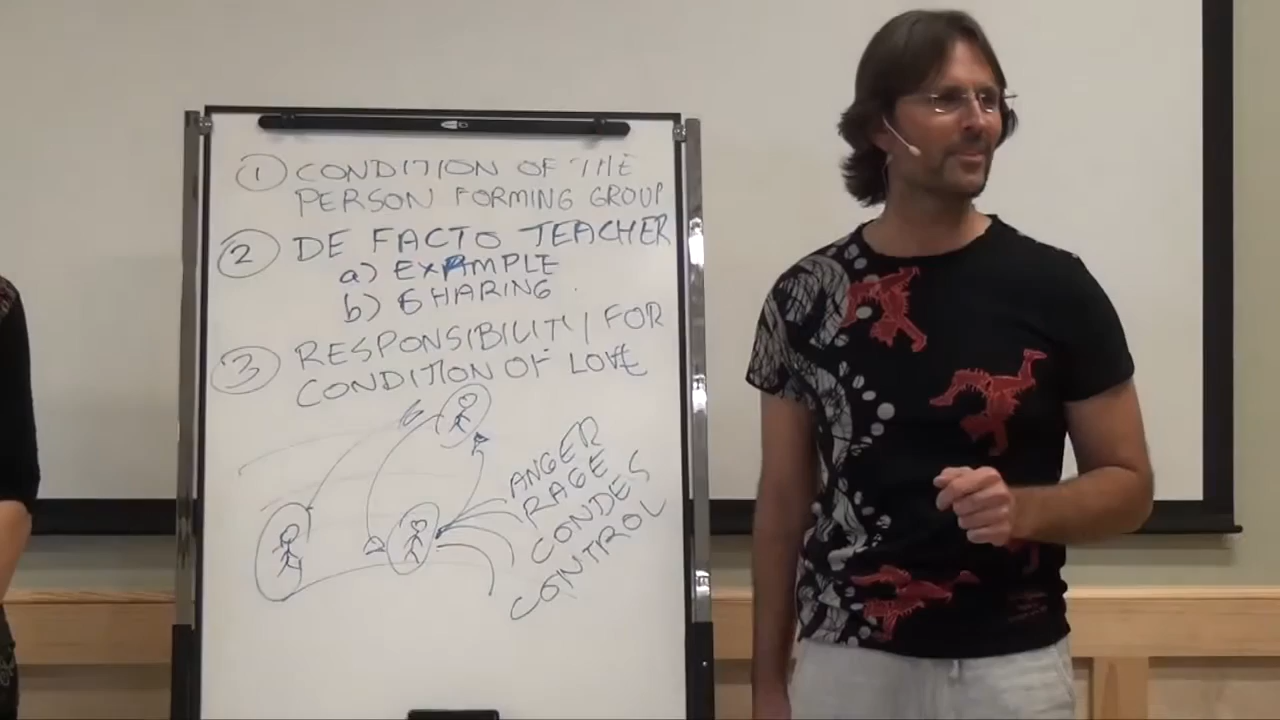 1 CONDITION OF THE
PERSON FORMING GROUP
2 DE FACTO TEACHER
a) EXAMPLE
b) SHARING
3 RESPONSIBILITY FOR
CONDITION OF LOVE
ANGER
RAGE
CONDES
CONTROL